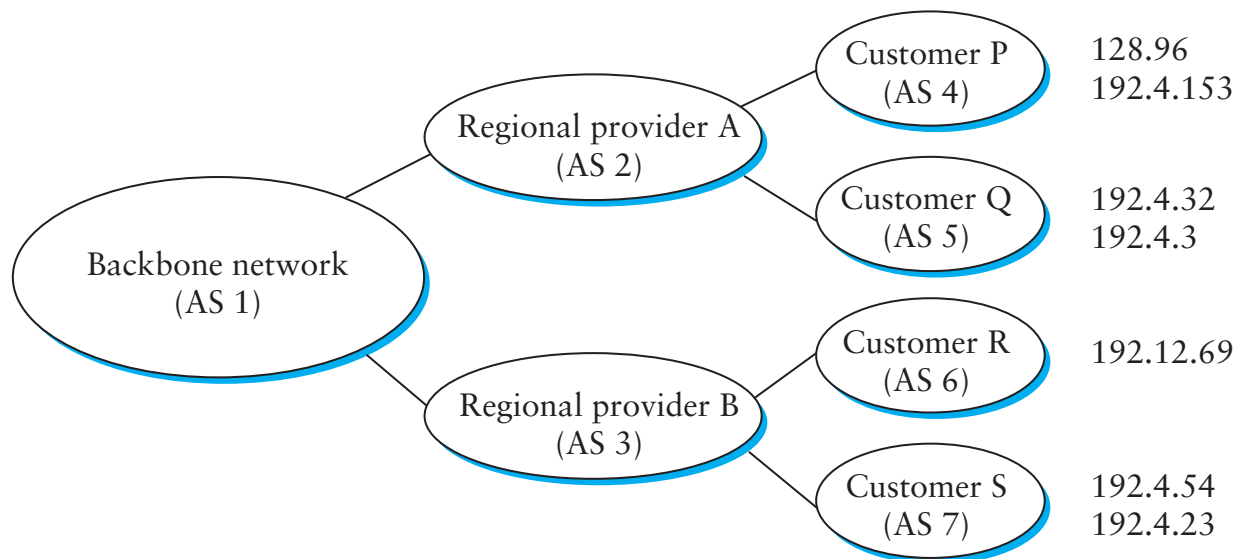 Customer P
(AS 4)
128.96
192.4.153
Regional provider A
(AS 2)
Customer Q
(AS 5)
192.4.32
192.4.3
Backbone network
(AS 1)
Customer R
(AS 6)
192.12.69
Regional provider B
(AS 3)
Customer S
(AS 7)
192.4.54
192.4.23